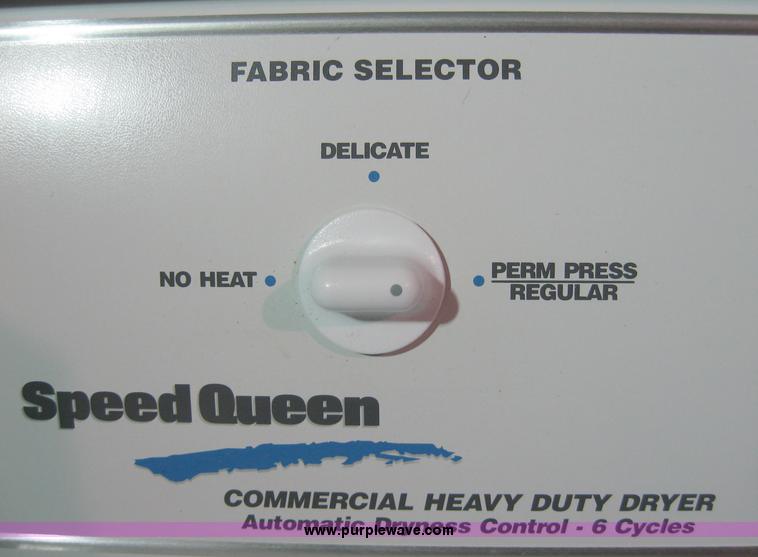 FABRIC SELECTOR
DELICATE
NO HEAT
PERM PRESS
REGULAR
Speed Queen
COMMERCIAL HEAVY DUTY DRYER
Automatic Dryness Control - 6 Cycles
www.purplewave.com